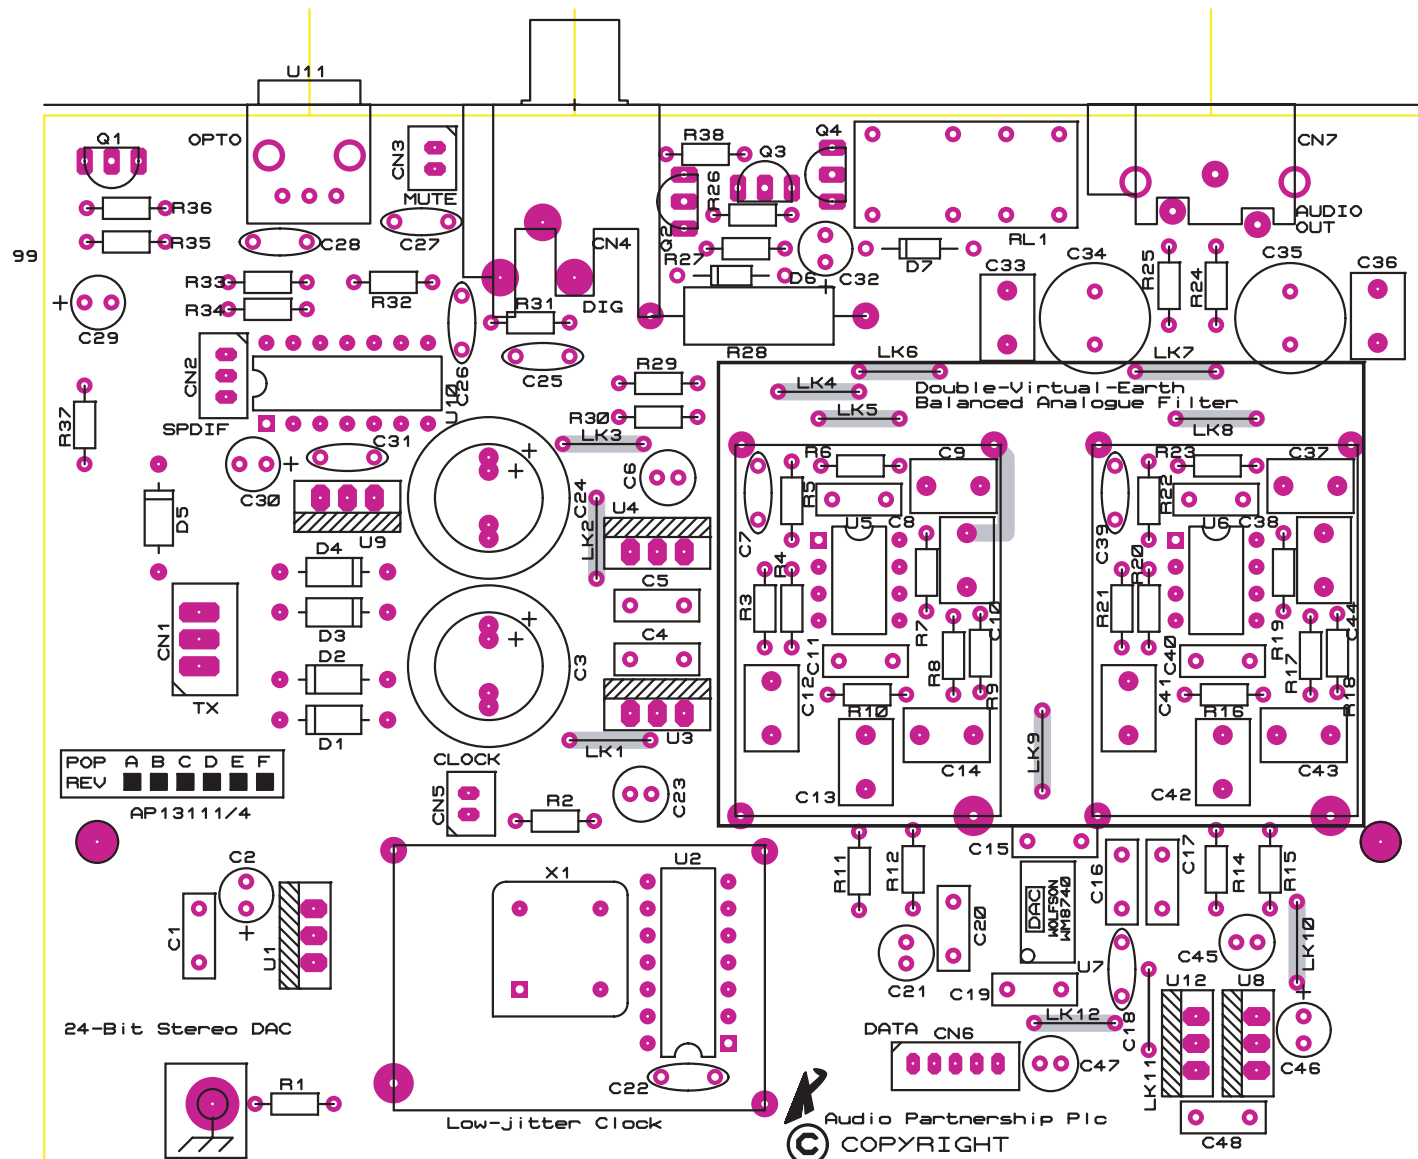 U11
Q1
OPTO
CN3
MUTE
R38
Q3
Q4
CN7
R36
R35
C28
C27
R26
Q2
CN4
R27
RL1
AUDIO
OUT
99
R33
R34
R32
C29
R31
DIG
D6
C32
D7
C33
C34
R25
R24
C35
C36
CN2
SPDIF
U10
C26
C25
R28
R29
R30
LK6
LK7
LK4
LK5
LK8
Double-Virtual-Earth
Balanced Analogue Filter
R37
C31
C30
LK3
C6
C24
LK2
U4
U9
D5
D4
D3
D2
D1
CN1
TX
C5
C4
C3
U3
LK1
R6
C9
R5
C8
U5
C7
R4
R3
R7
C10
R8
R9
C11
C12
R10
C14
C13
LK9
R23
C37
R22
C38
U6
C39
R20
R21
R19
C44
R17
R18
C40
C41
R16
C43
C42
POP A B C D E F
REV
AP13111/4
CLOCK
CN5
R2
C23
C2
C1
U1
X1
U2
R11
R12
C15
C16
C17
R14
R15
DAC
WOLFSON
WM8740
C20
C21
C19
U7
C18
C45
LK10
U12
U8
C46
24-Bit Stereo DAC
DATA
CN6
LK12
C47
LK11
C48
R1
C22
Low-jitter Clock
Audio Partnership Plc
© COPYRIGHT